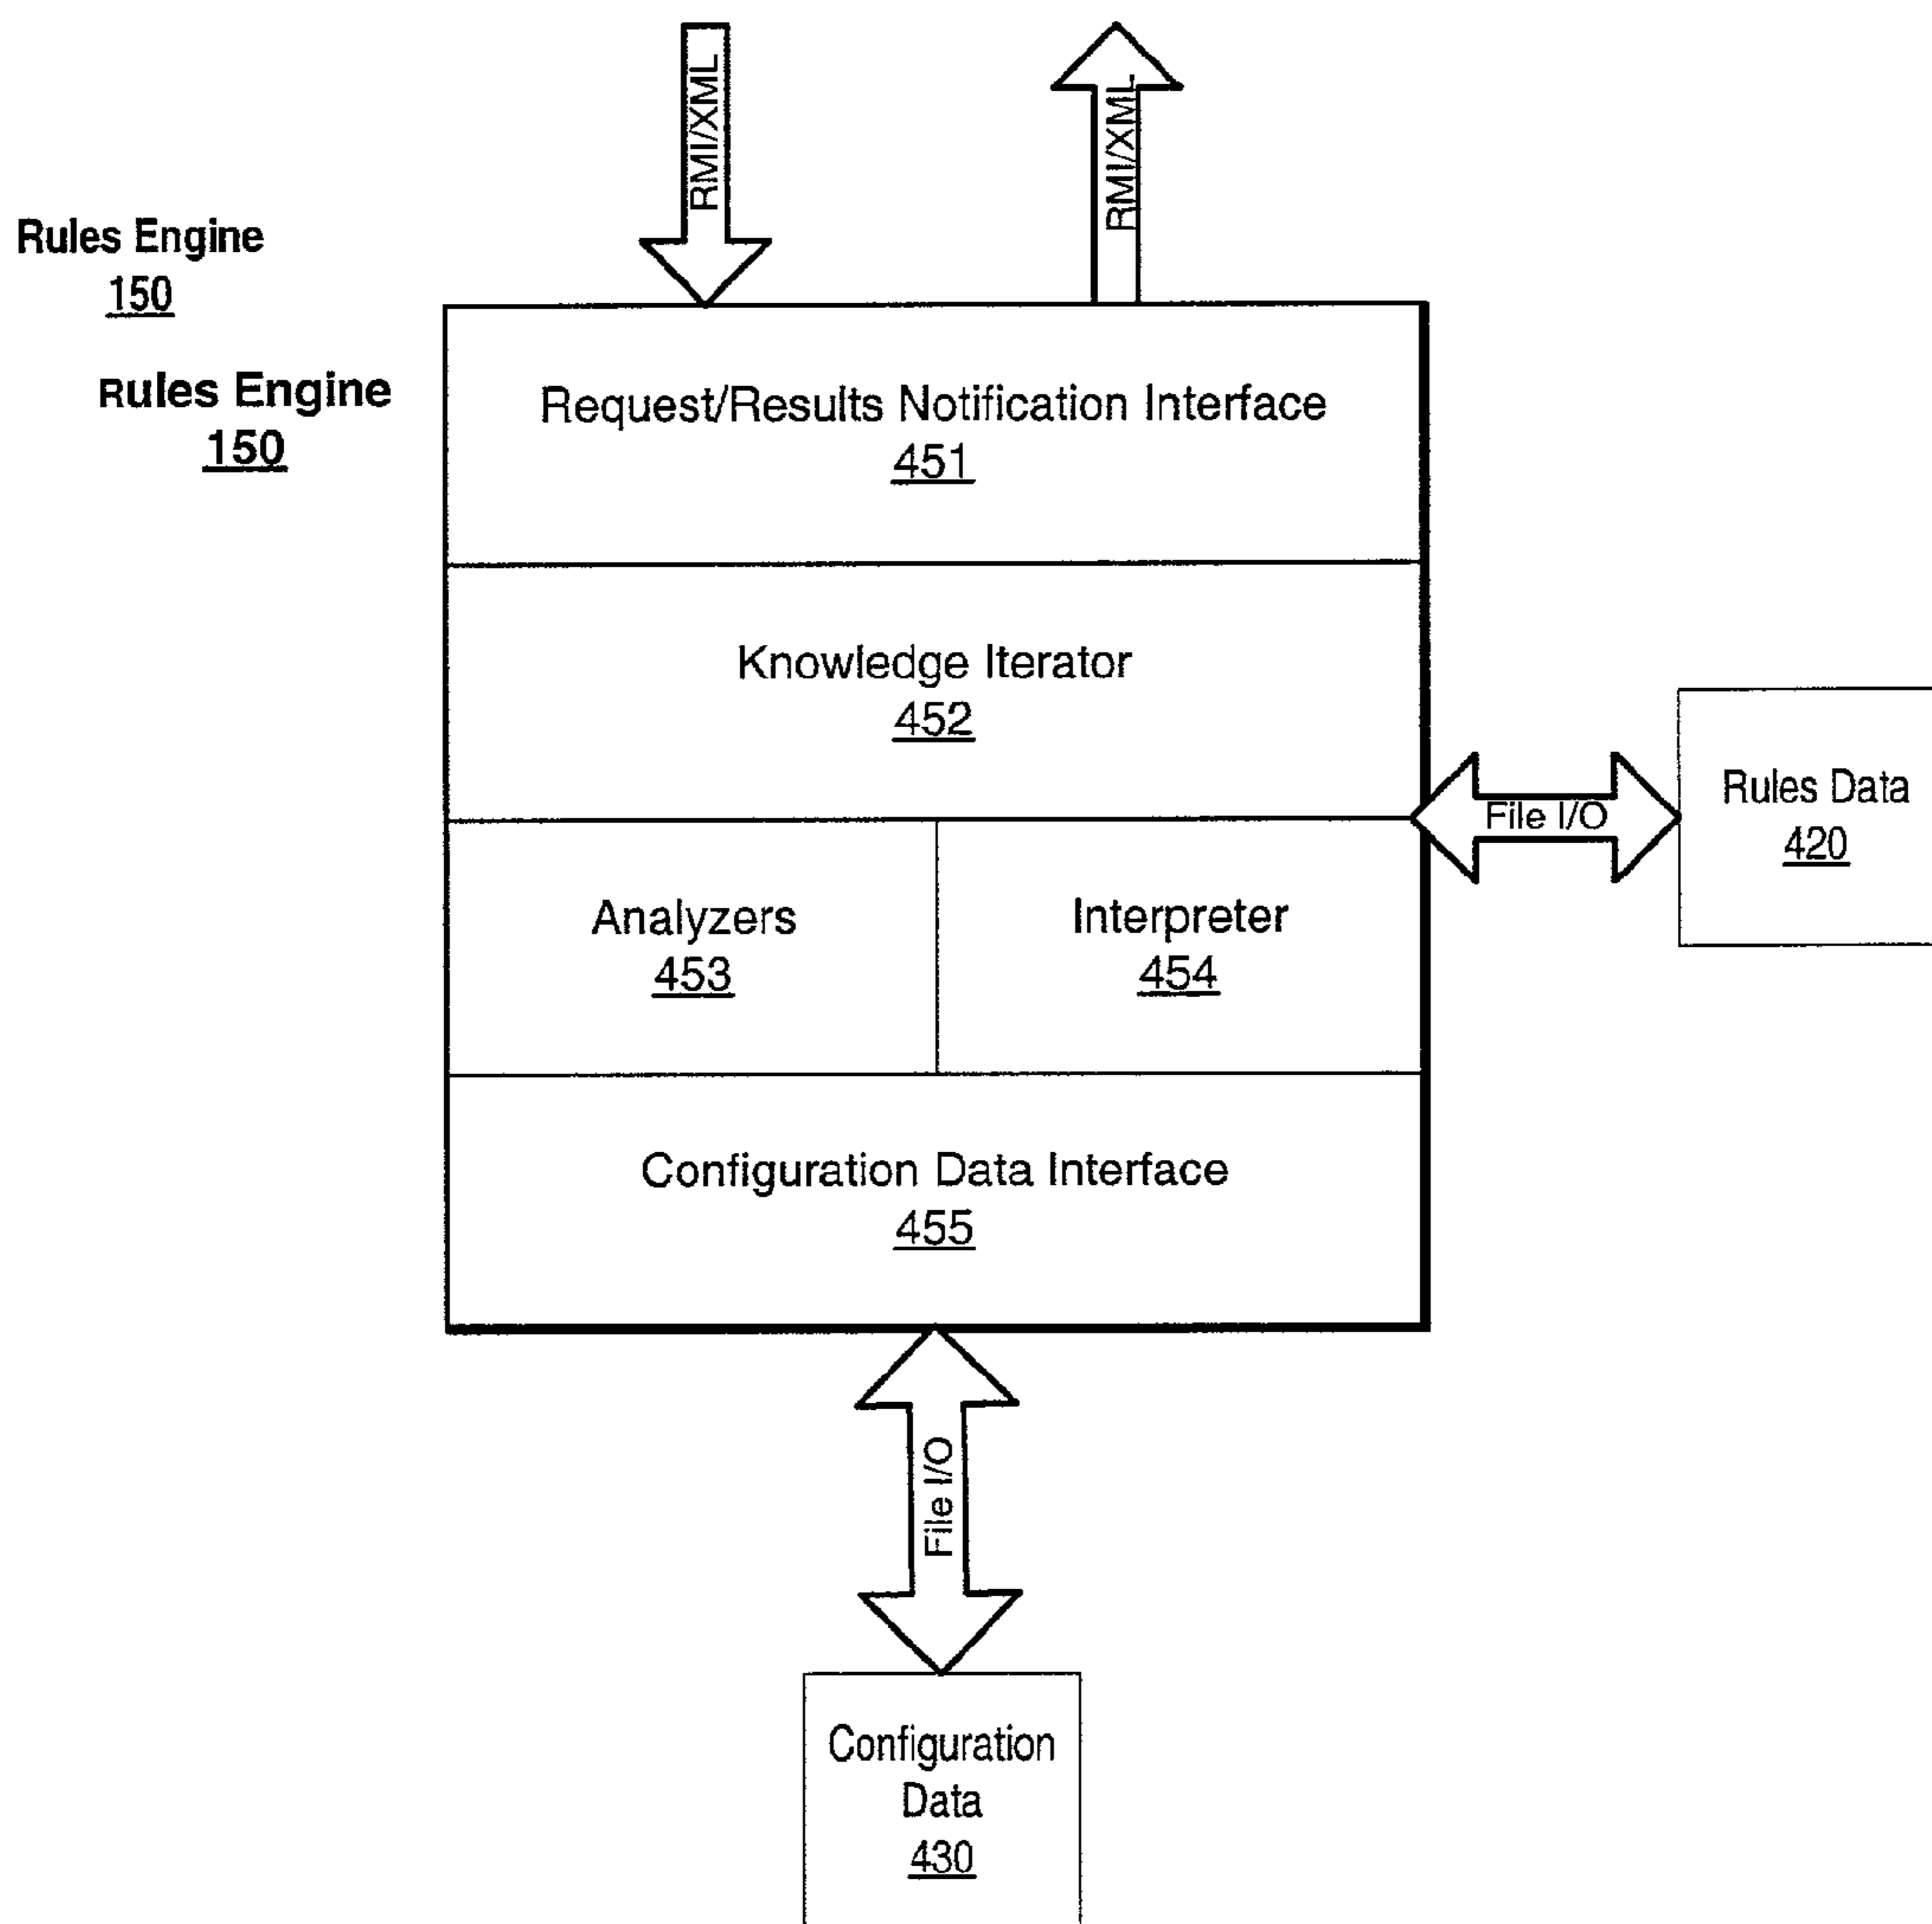 RMI/XML
RMI/XML
Rules Engine
150
Rules Engine
150
Request/Results Notification Interface
451
Knowledge Iterator
452
File I/O
Rules Data
420
Analyzers
453
Interpreter
454
Configuration Data Interface
455
File I/O
Configuration
Data
430